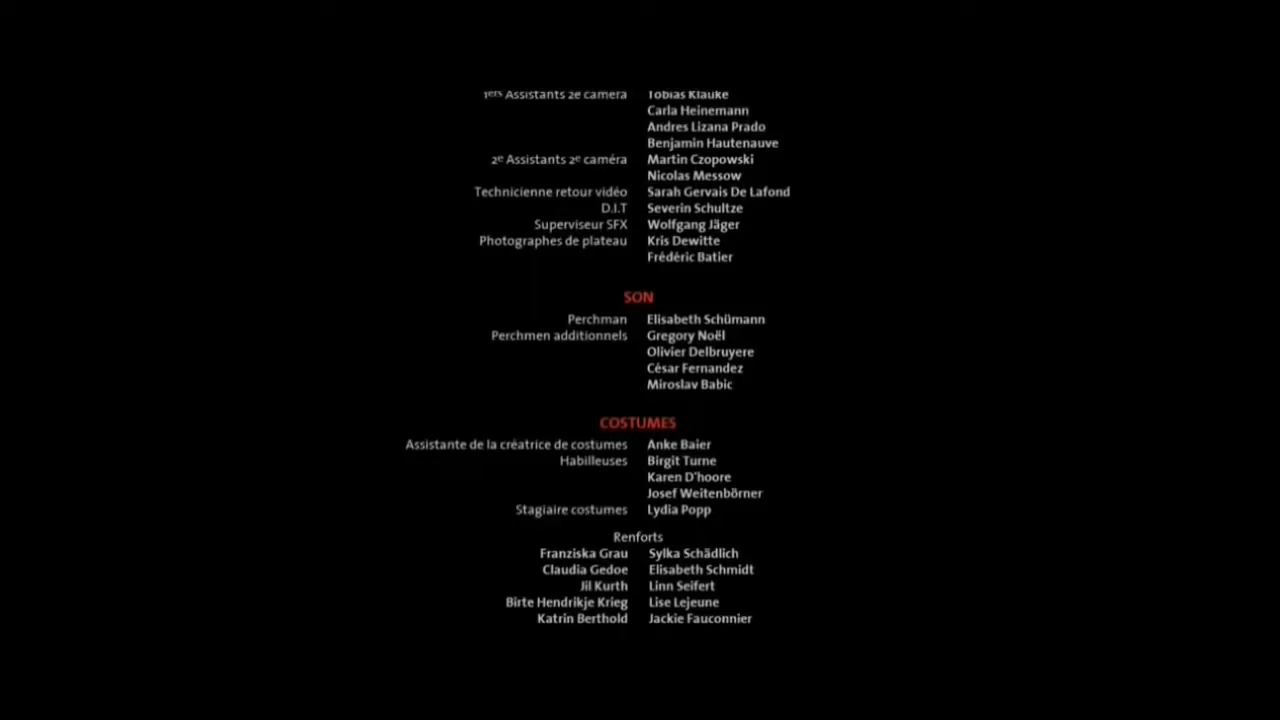 1ers Assistants 2e caméra Tobias Klauke
Carla Heinemann
Andres Lizana Prado
Benjamin Hautenauve
2e Assistants 2e caméra Martin Czopowski
Nicolas Messow
Technicienne retour vidéo Sarah Gervais De Lafond
D.I.T Severin Schultze
Superviseur SFX Wolfgang Jäger
Photographes de plateau Kris Dewitte
Frédéric Batier
SON
Perchman Elisabeth Schümann
Perchmen additionnels Gregory Noël
Olivier Delbruyere
César Fernandez
Miroslav Babic
COSTUMES
Assistante de la créatrice de costumes Anke Baier
Habilleuses Birgit Turne
Karen D'hoore
Josef Weitenbörner
Stagiaire costumes Lydia Popp
Renforts
Franziska Grau Sylka Schädlich
Claudia Gedoe Elisabeth Schmidt
Jil Kurth Linn Seifert
Birte Hendrikje Krieg Lise Lejeune
Katrin Berthold Jackie Fauconnier